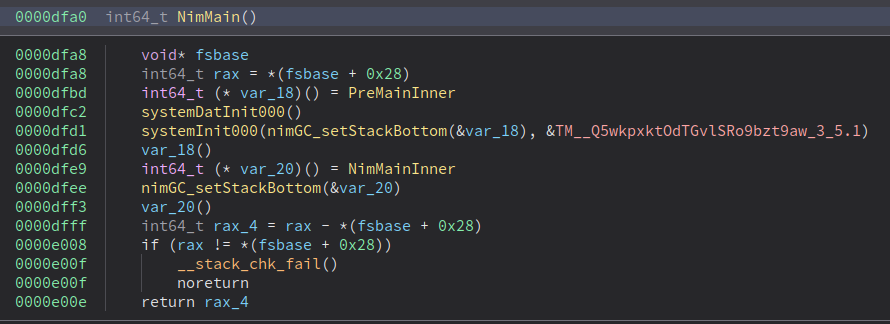 0000dfa0 int64_t NimMain()
0000dfa8 void* fsbase
0000dfa8 int64_t rax = *(fsbase + 0x28)
0000dfbd int64_t (* var_18)() = PreMainInner
0000dfc2 systemDatInit000()
0000dfd1 systemInit000(nimGC_setStackBottom(&var_18), &TM__Q5wkpxktOdTGvlSRo9bzt9aw_3_5.1)
0000dfd6 var_18()
0000dfe9 int64_t (* var_20)() = NimMainInner
0000dfee nimGC_setStackBottom(&var_20)
0000dff3 var_20()
0000dfff int64_t rax_4 = rax - *(fsbase + 0x28)
0000e008 if (rax != *(fsbase + 0x28))
0000e00f __stack_chk_fail()
0000e00f noreturn
0000e00e return rax_4